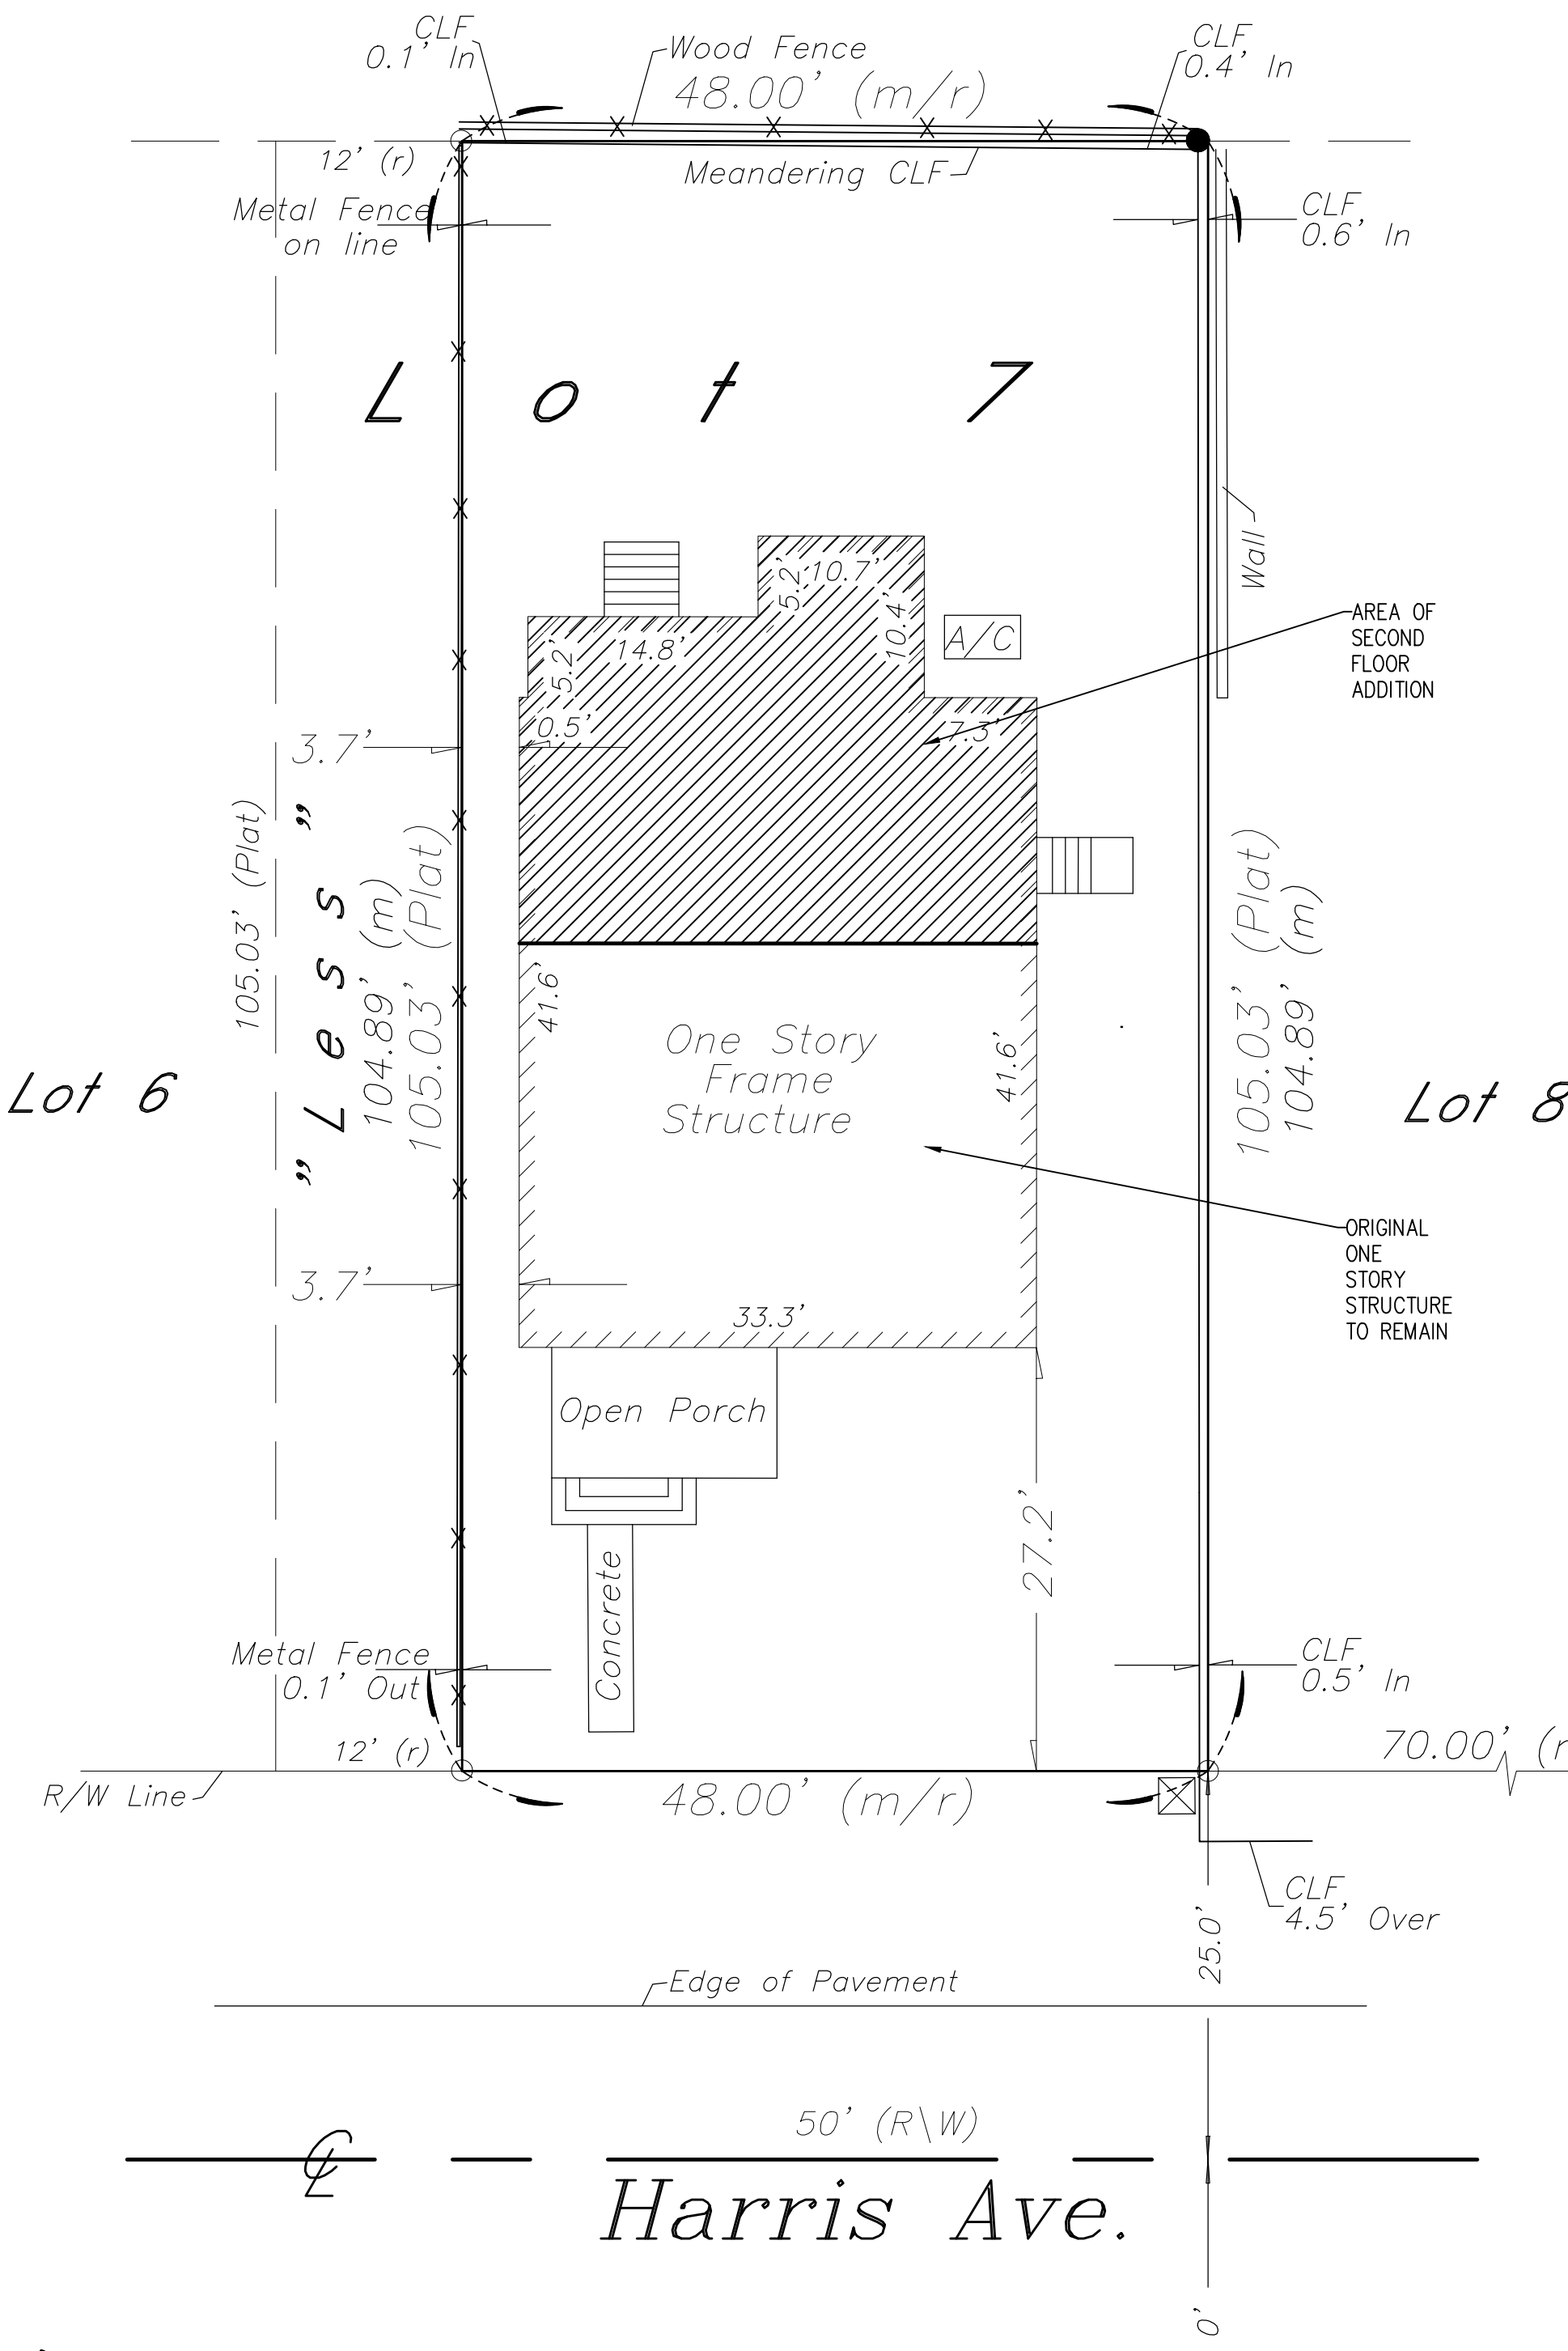 CLF
0.1' In
Wood Fence
48.00' (m/r)
CLF
0.4' In
12' (r)
Meandering CLF
Metal Fence
on line
CLF
0.6' In
Lot 7
Wall
5.2'
10.7'
10.4'
A/C
14.8'
5.2'
0.5'
7.3'
AREA OF
SECOND
FLOOR
ADDITION
3.7'
105.03' (Plat)
"Less"
104.89' (m)
105.03' (Plat)
105.03' (Plat)
104.89' (m)
41.6'
41.6'
One Story
Frame
Structure
Lot 6
Lot 8
ORIGINAL
ONE
STORY
STRUCTURE
TO REMAIN
3.7'
33.3'
Open Porch
27.2'
Concrete
Metal Fence
0.1' Out
CLF
0.5' In
12' (r)
70.00'
R/W Line
48.00' (m/r)
CLF
4.5' Over
25.0'
Edge of Pavement
50' (R\W)
CL
Harris Ave.
0'